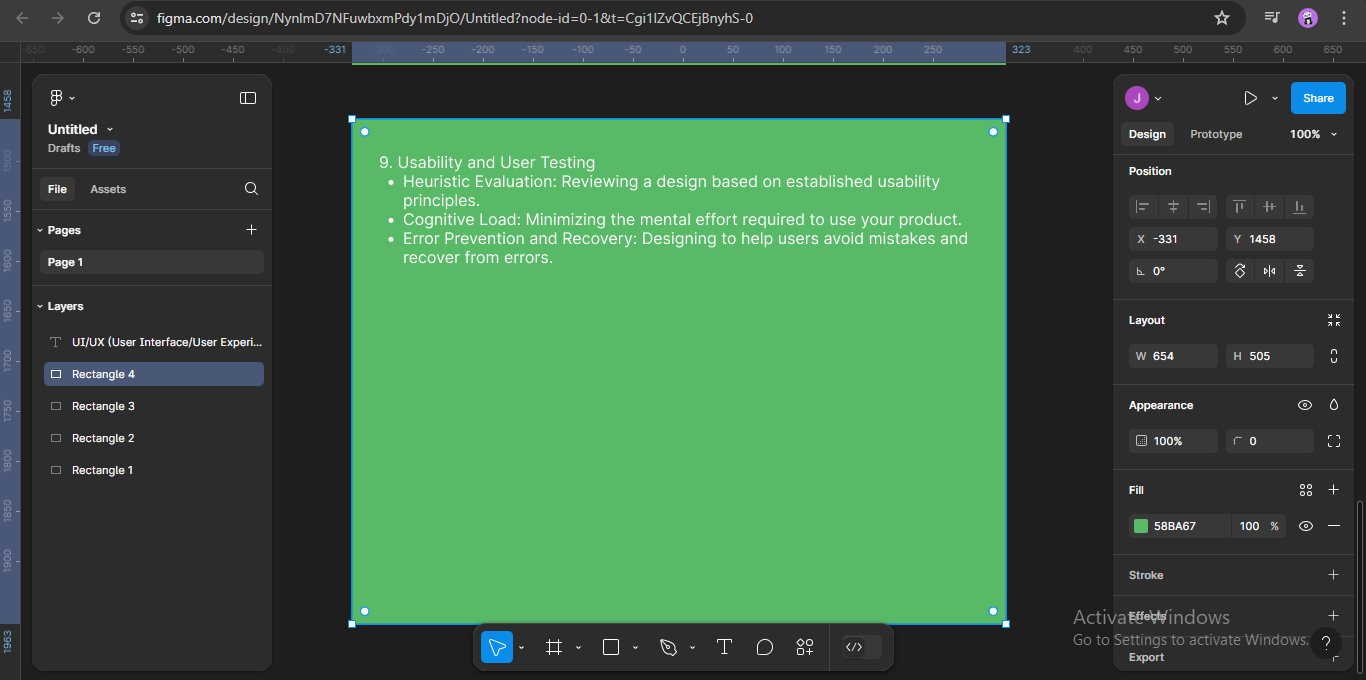 figma.com/design/NynlmD7NFuwbxmPdy1mDjO/Untitled?node-id=0-1&t=Cgi1IZvQCEjBnyhS-0
-650 -600 -550 -500 -450 -400 -331 -300 -250 -200 -150 -100 -50 0 50 100 150 200 250 323 400 450 500 550 600 650
1458
1500
1550
1600
1650
1700
1750
1800
1850
1900
1963
Untitled
Drafts Free
File Assets
Pages
Page 1
Layers
UI/UX (User Interface/User Experi...
Rectangle 4
Rectangle 3
Rectangle 2
Rectangle 1
9. Usability and User Testing
• Heuristic Evaluation: Reviewing a design based on established usability
principles.
• Cognitive Load: Minimizing the mental effort required to use your product.
• Error Prevention and Recovery: Designing to help users avoid mistakes and
recover from errors.
J
Share
Design Prototype 100%
Position
X -331 Y 1458
0°
Layout
W 654 H 505
Appearance
100% 0
Fill
58BA67 100 %
Stroke
Effects
Export
Activate Windows
Go to Settings to activate Windows.
?